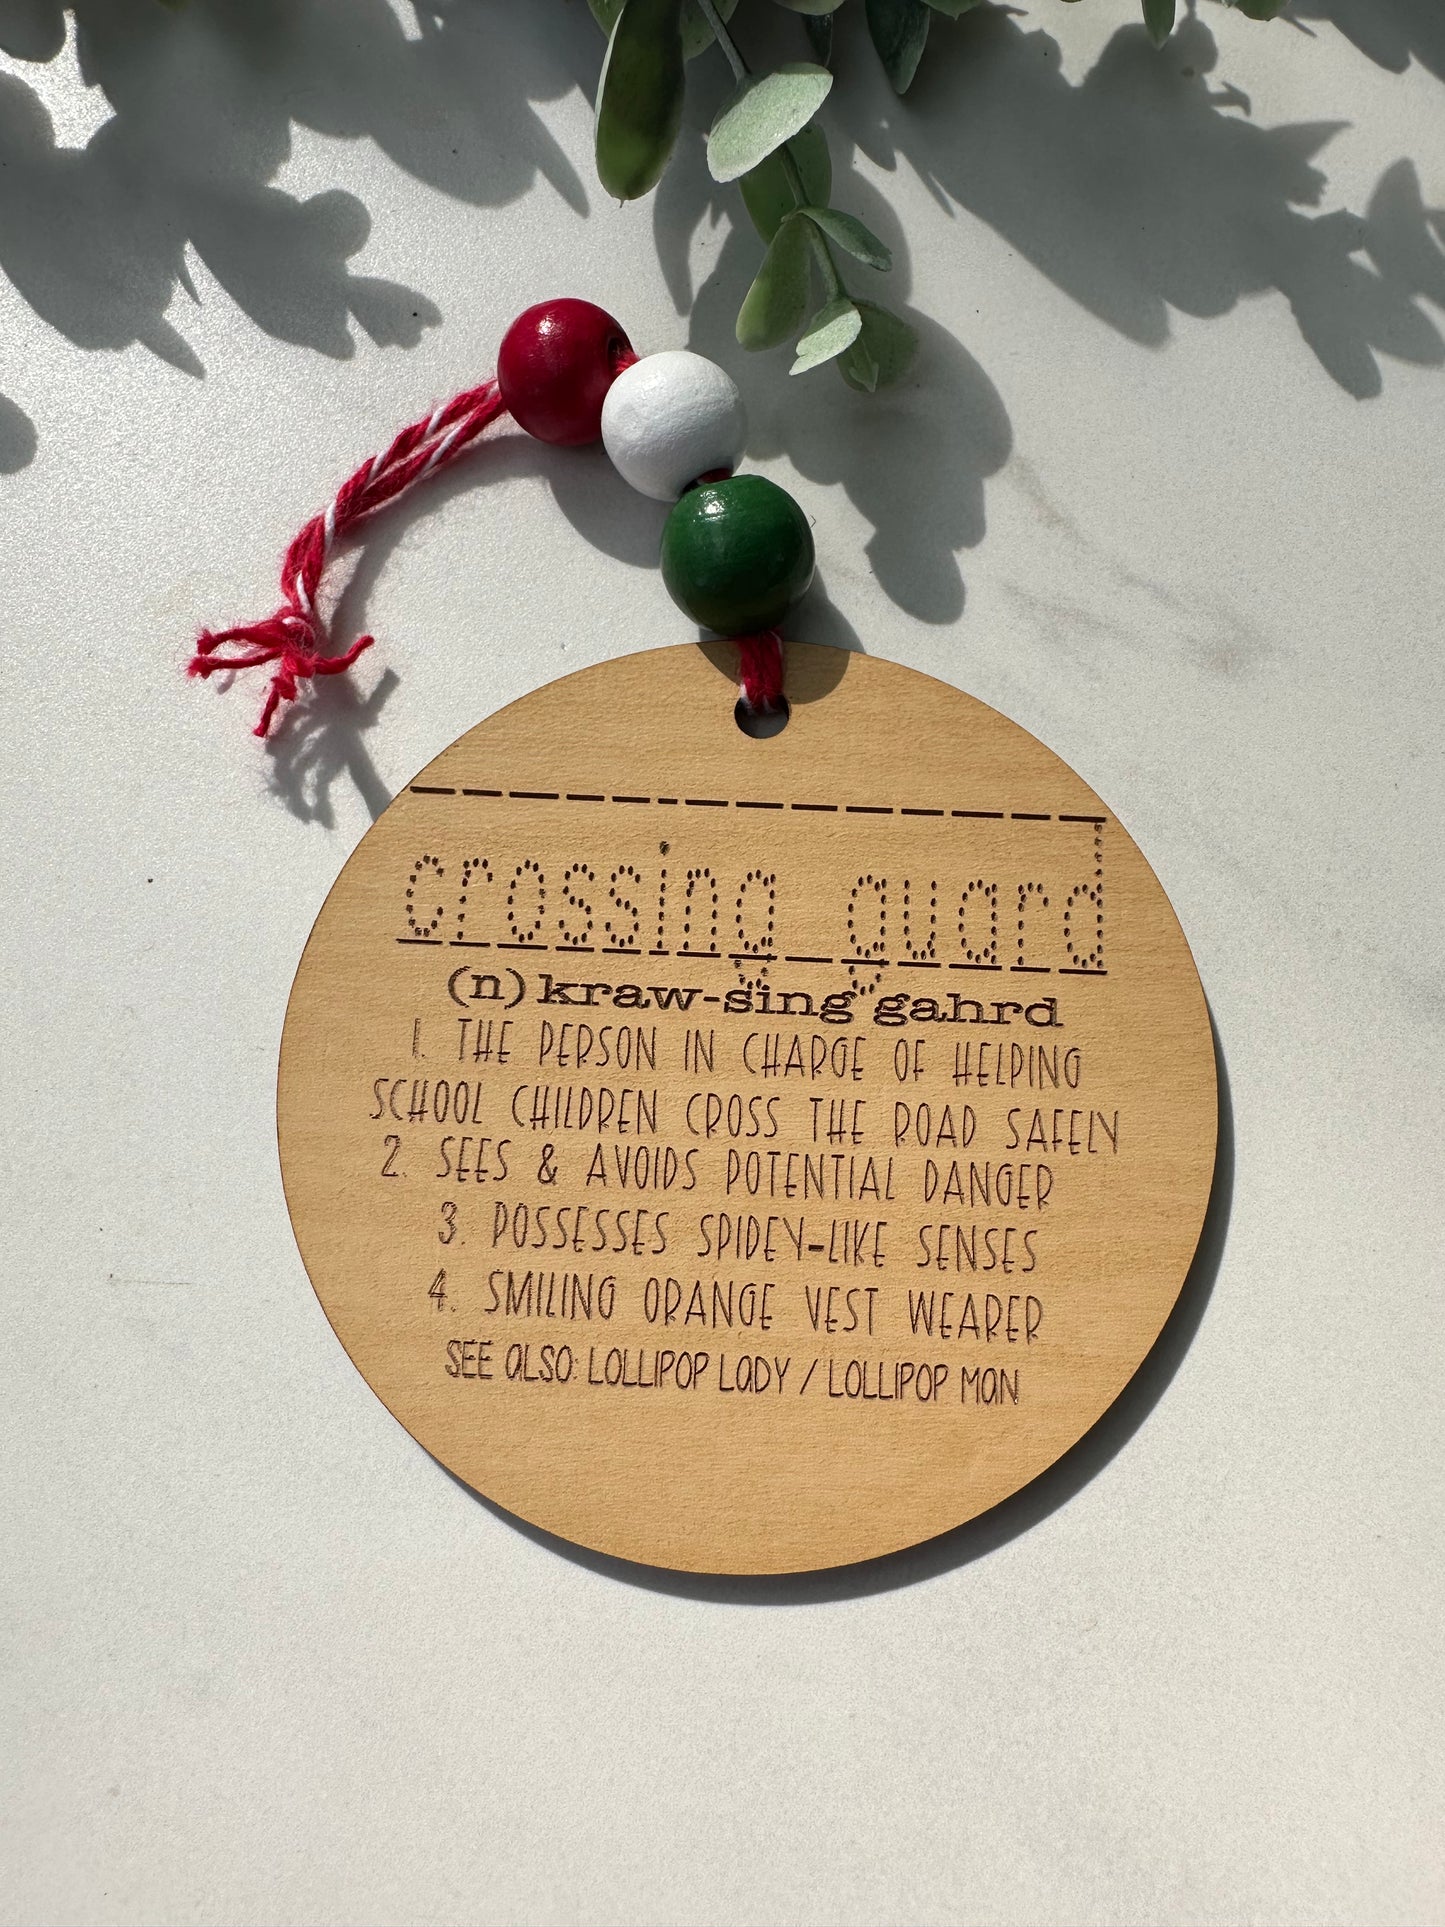 crossing guard
(n) kraw-sing gahrd
1. THE PERSON IN CHARGE OF HELPING
SCHOOL CHILDREN CROSS THE ROAD SAFELY
2. SEES & AVOIDS POTENTIAL DANGER
3. POSSESSES SPIDEY-LIKE SENSES
4. SMILING ORANGE VEST WEARER
SEE ALSO: LOLLIPOP LADY / LOLLIPOP MAN